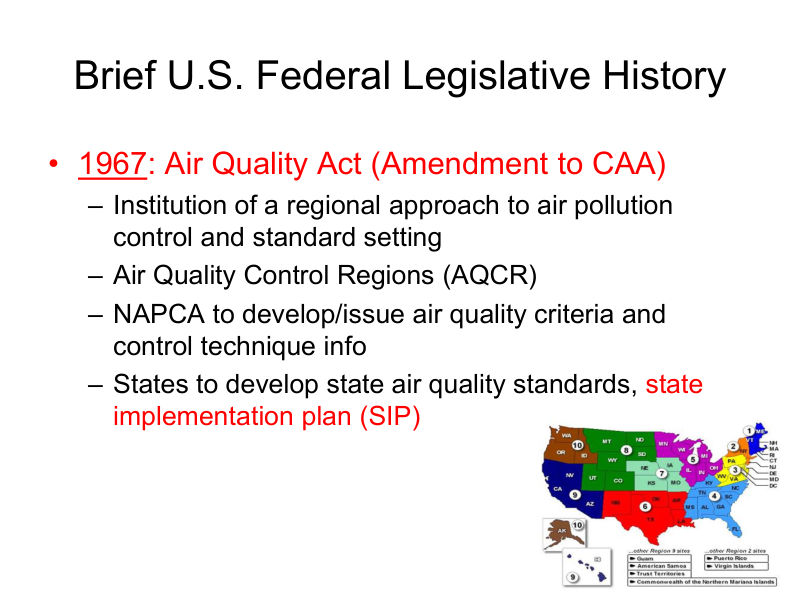 Brief U.S. Federal Legislative History
• 1967: Air Quality Act (Amendment to CAA)
– Institution of a regional approach to air pollution
control and standard setting
– Air Quality Control Regions (AQCR)
– NAPCA to develop/issue air quality criteria and
control technique info
– States to develop state air quality standards, state
implementation plan (SIP)
WA MT ND MN ME 1
10 8 VT NH
OR ID SD WI 2 NY MA
WY 5 MI RI
NE IA PA CT
NV 7 IL IN OH 3 NJ
UT CO KS MO WV VA DE
CA KY MD
9 NC DC
AZ NM OK AR TN 4 SC
6 MS AL GA
TX LA FL
AK 10
HI
9
...other Region 9 sites ...other Region 2 sites
Guam Puerto Rico
American Samoa Virgin Islands
Trust Territories
Commonwealth of the Northern Mariana Islands